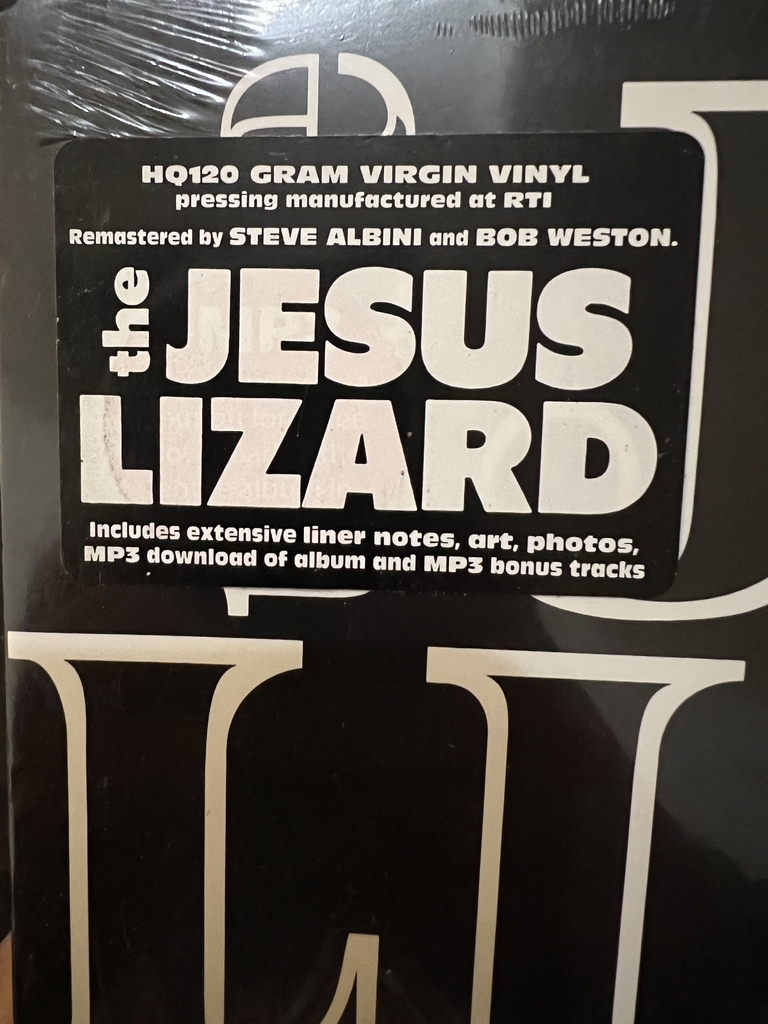 HQ120 GRAM VIRGIN VINYL
pressing manufactured at RTI
Remastered by STEVE ALBINI and BOB WESTON.
the JESUS
LIZARD
Includes extensive liner notes, art, photos,
MP3 download of album and MP3 bonus tracks